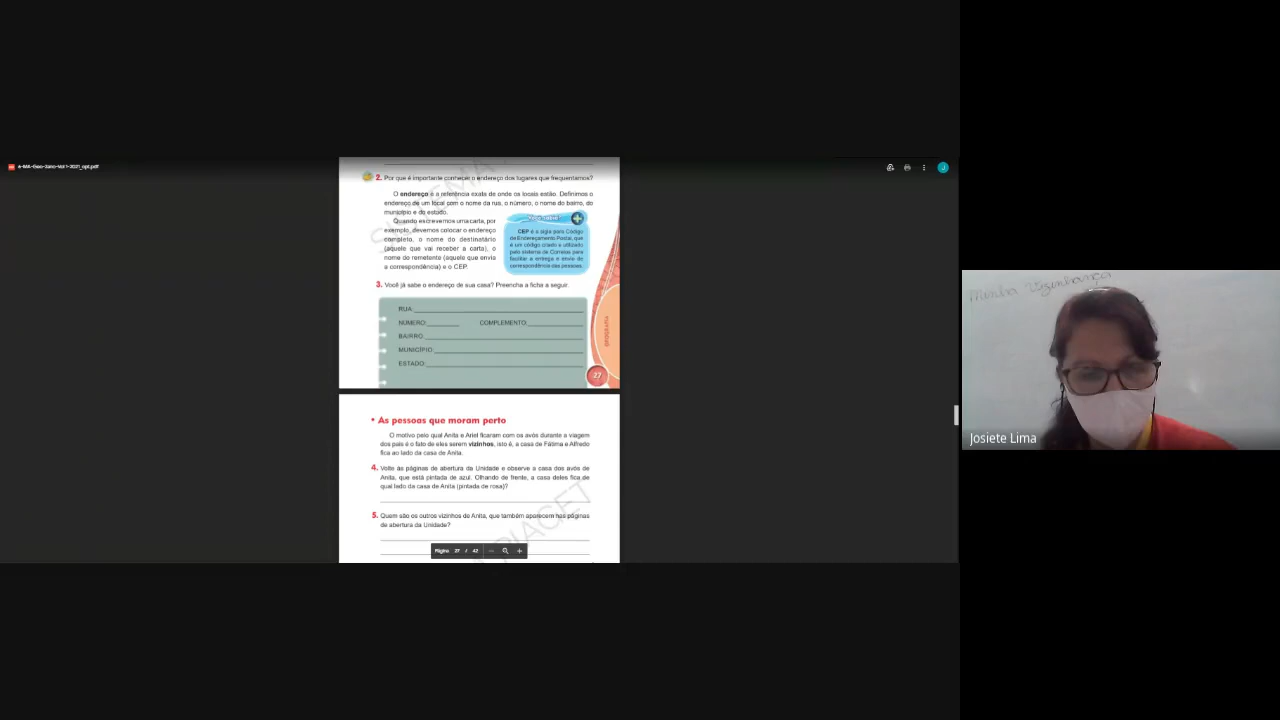 2. Por que é importante conhecer o endereço dos lugares que frequentamos?
O endereço é a referência exata de onde os locais estão. Definimos o
endereço de um local com o nome da rua, o número, o nome do bairro, do
município e do estado.
Quando escrevemos uma carta, por
exemplo, devemos colocar o endereço
completo, o nome do destinatário
(aquele que vai receber a carta), o
nome do remetente (aquele que envia
a correspondência) e o CEP.
Você sabia?
CEP é a sigla para Código
de Endereçamento Postal, que
é um código criado e utilizado
pelo sistema de Correios para
facilitar a entrega e envio de
correspondência das pessoas.
3. Você já sabe o endereço de sua casa? Preencha a ficha a seguir.
RUA:
NÚMERO: COMPLEMENTO:
BAIRRO:
MUNICÍPIO:
ESTADO:
GEOGRAFIA
27
• As pessoas que moram perto
O motivo pelo qual Anita e Ariel ficaram com os avós durante a viagem
dos pais é o fato de eles serem vizinhos, isto é, a casa de Fátima e Alfredo
fica ao lado da casa de Anita.
4. Volte às páginas de abertura da Unidade e observe a casa dos avós de
Anita, que está pintada de azul. Olhando de frente, a casa deles fica de
qual lado da casa de Anita (pintada de rosa)?
5. Quem são os outros vizinhos de Anita, que também aparecem nas páginas
de abertura da Unidade?
Página 27 / 42
J
Minha Vizinhança
Josiete Lima